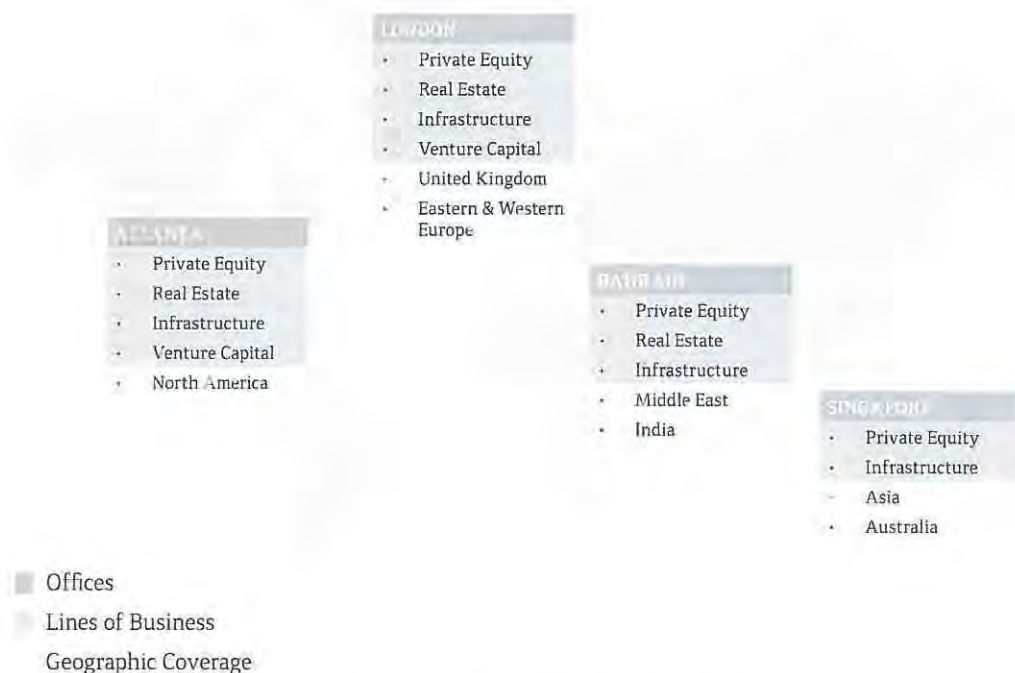 LONDON
· Private Equity
· Real Estate
· Infrastructure
· Venture Capital
· United Kingdom
· Eastern & Western
Europe
ATLANTA
· Private Equity
· Real Estate
· Infrastructure
· Venture Capital
· North America
BAHRAIN
· Private Equity
· Real Estate
· Infrastructure
· Middle East
· India
SINGAPORE
· Private Equity
· Infrastructure
· Asia
· Australia
Offices
Lines of Business
Geographic Coverage